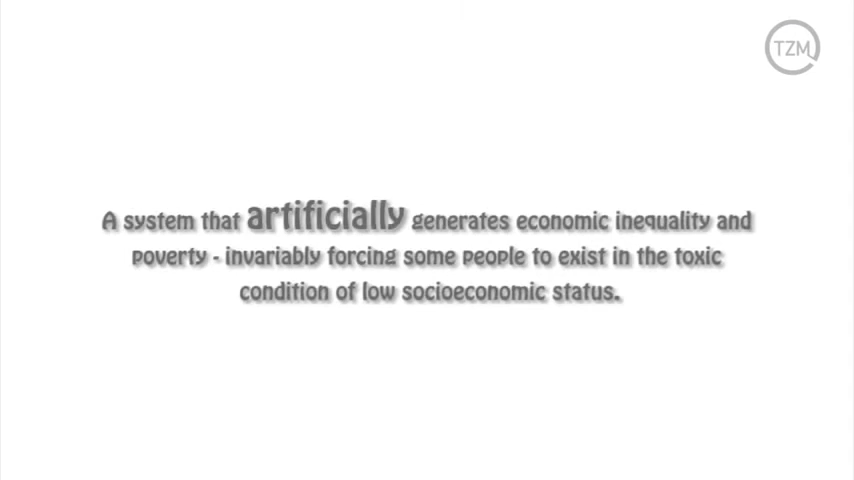 TZM
A system that artificially generates economic inequality and
poverty - invariably forcing some people to exist in the toxic
condition of low socioeconomic status.